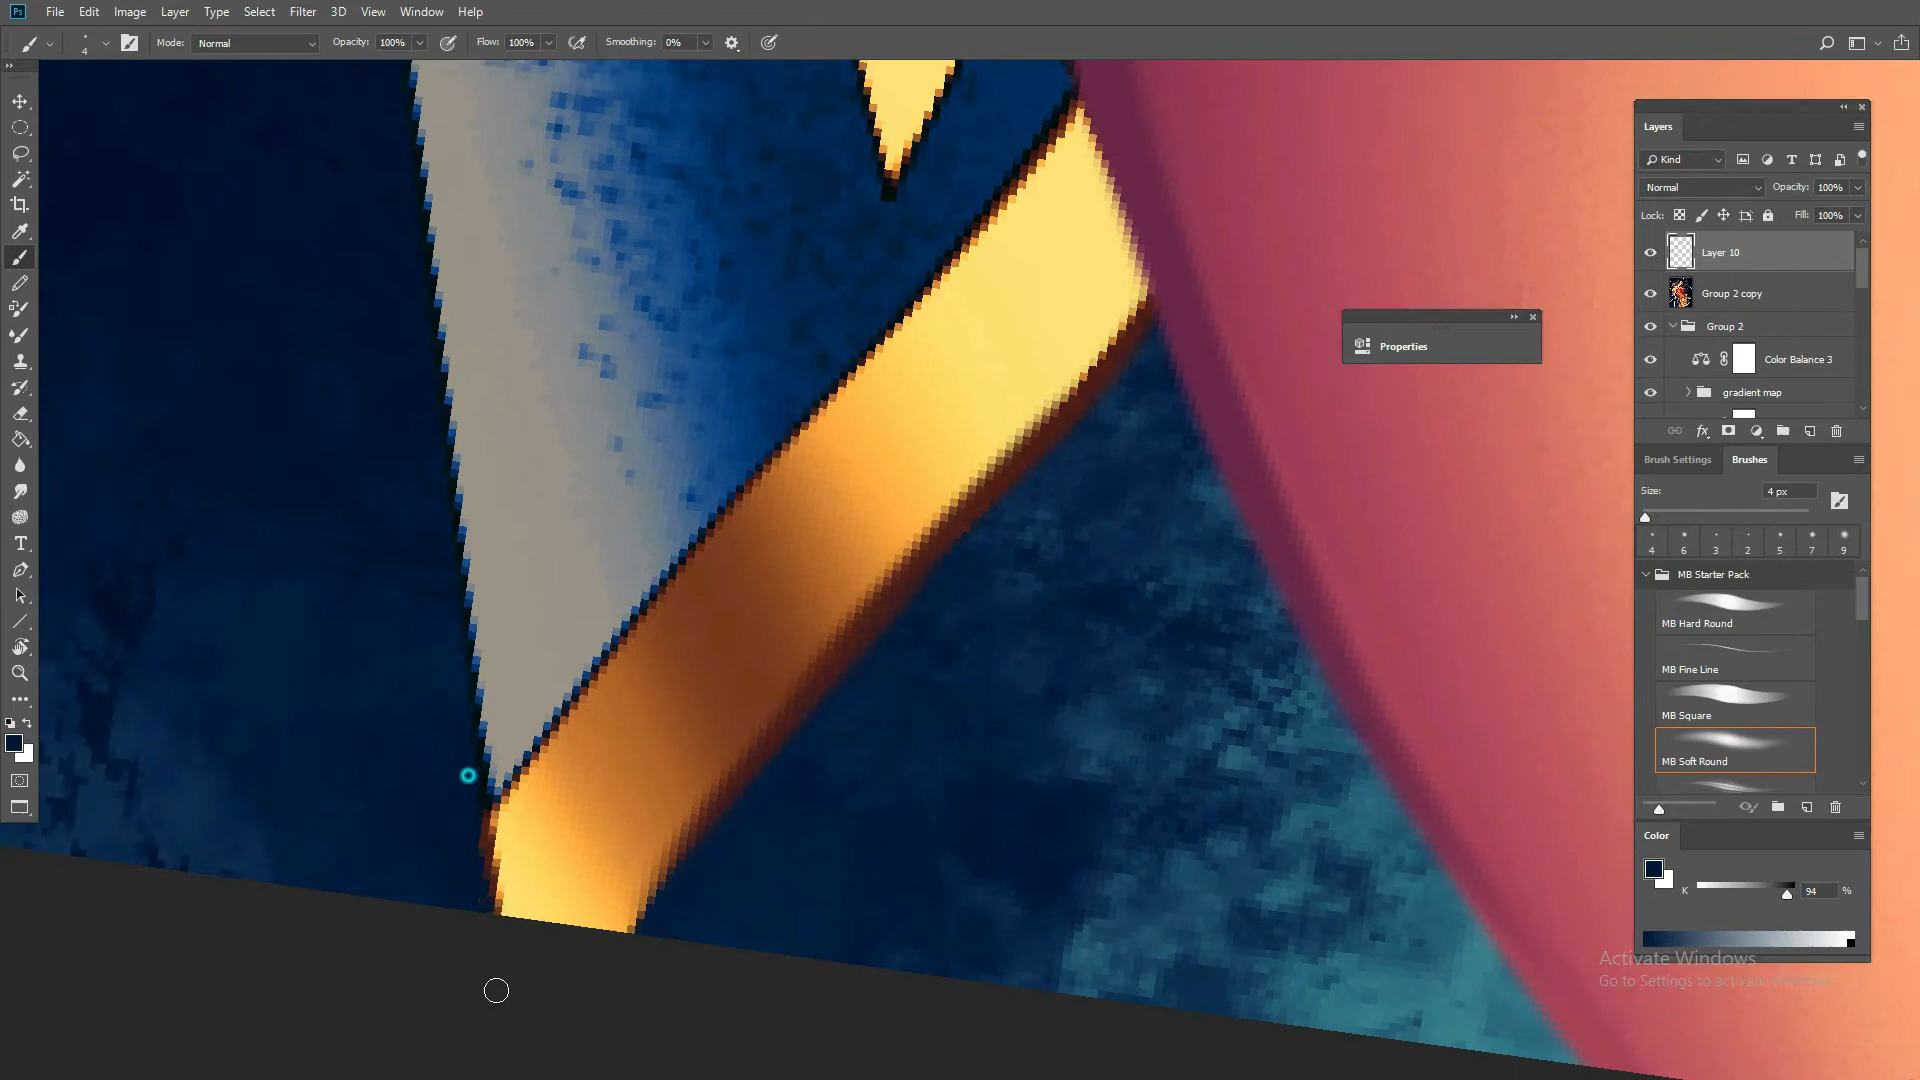 Ps File Edit Image Layer Type Select Filter 3D View Window Help
4 Mode: Normal Opacity: 100% Flow: 100% Smoothing: 0%
Layers
Kind
Normal Opacity: 100%
Lock: Fill: 100%
Layer 10
Group 2 copy
Group 2
Color Balance 3
gradient map
fx
Properties
Brush Settings Brushes
Size: 4 px
4 6 3 2 5 7 9
MB Starter Pack
MB Hard Round
MB Fine Line
MB Square
MB Soft Round
Color
K 94 %
Activate Windows
Go to Settings to activate Windows.